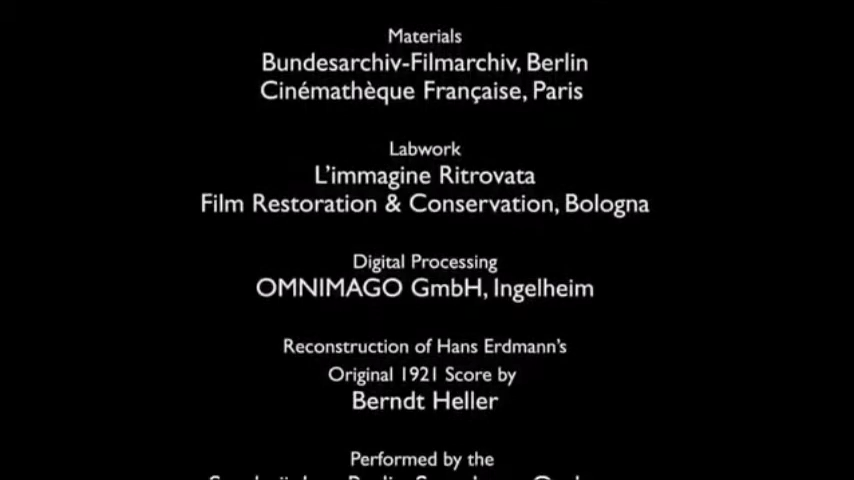 Materials
Bundesarchiv-Filmarchiv, Berlin
Cinémathèque Française, Paris
Labwork
L'immagine Ritrovata
Film Restoration & Conservation, Bologna
Digital Processing
OMNIMAGO GmbH, Ingelheim
Reconstruction of Hans Erdmann's
Original 1921 Score by
Berndt Heller
Performed by the